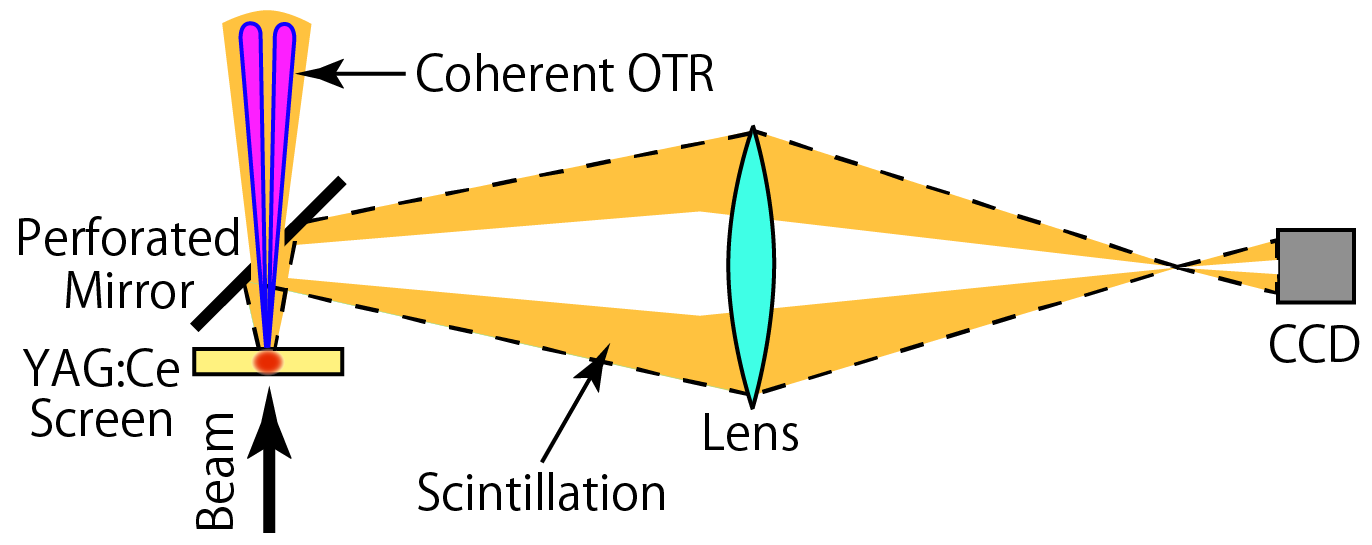 Coherent OTR
Perforated
Mirror
YAG:Ce
Screen
Beam
Scintillation
Lens
CCD